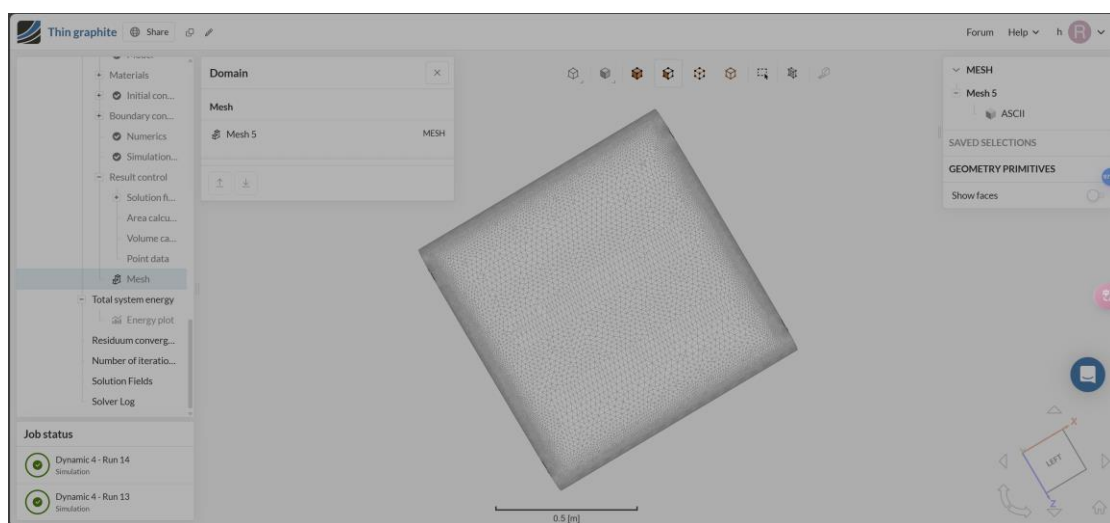 Thin graphite
Share
Forum
Help
h
R
Materials
Initial con...
Boundary con...
Numerics
Simulation...
Result control
Solution fi...
Area calcu...
Volume ca...
Point data
Mesh
Total system energy
Energy plot
Residuum converg...
Number of iteratio...
Solution Fields
Solver Log
Job status
Dynamic 4 - Run 14
Simulation
Dynamic 4 - Run 13
Simulation
Domain
Mesh
Mesh 5
MESH
0.5 [m]
MESH
Mesh 5
ASCII
SAVED SELECTIONS
GEOMETRY PRIMITIVES
Show faces
X
LEFT
Z